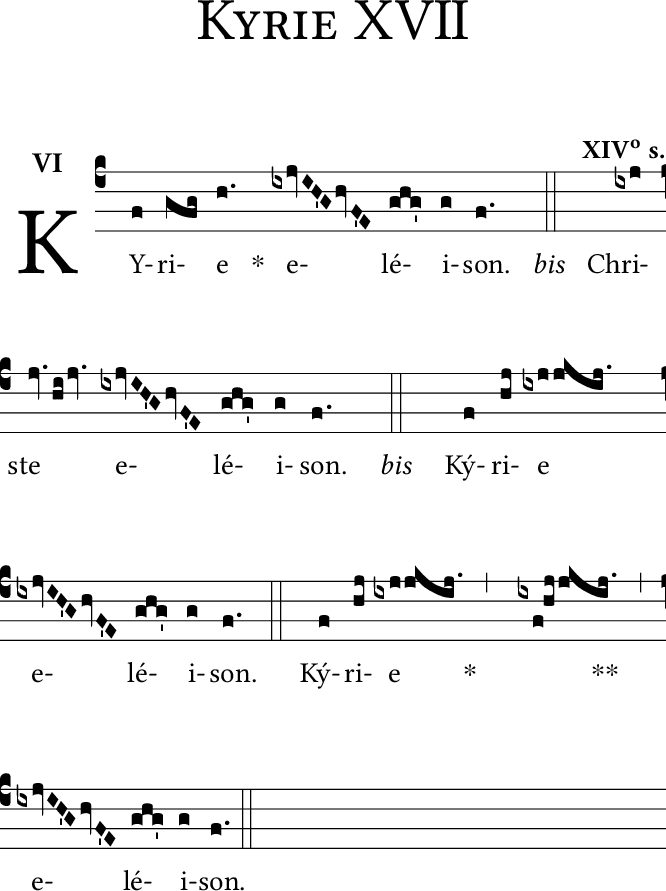 KYRIE XVII
VI
XIVº s.
KY-ri- e * e- lé- i-son. bis Chri-
ste e- lé- i-son. bis Ký-ri- e
e- lé- i-son. Ký-ri- e * **
e- lé- i-son.